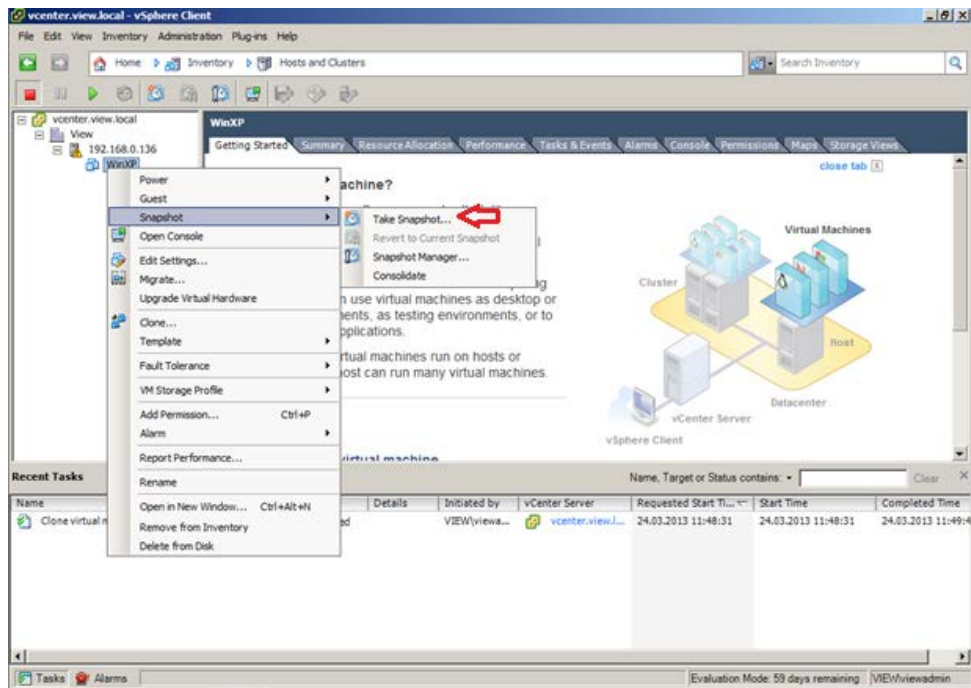 vcenter.view.local - vSphere Client
File Edit View Inventory Administration Plug-ins Help
Home Inventory Hosts and Clusters
Search Inventory
vcenter.view.local
View
192.168.0.136
WinXP
WinXP
Getting Started Summary Resource Allocation Performance Tasks & Events Alarms Console Permissions Maps Storage Views
close tab
achine?
Power
Guest
Snapshot
Open Console
Edit Settings...
Migrate...
Upgrade Virtual Hardware
Clone...
Template
Fault Tolerance
VM Storage Profile
Add Permission... Ctrl+P
Alarm
Report Performance...
Rename
Open in New Window... Ctrl+Alt+N
Remove from Inventory
Delete from Disk
Take Snapshot...
Revert to Current Snapshot
Snapshot Manager...
Consolidate
use virtual machines as desktop or
ents, as testing environments, or to
pplications.
rtual machines run on hosts or
ost can run many virtual machines.
virtual machine
Virtual Machines
Cluster
Host
Datacenter
vCenter Server
vSphere Client
Recent Tasks
Name, Target or Status contains:
Clear
Name Details Initiated by vCenter Server Requested Start Ti... Start Time Completed Time
Clone virtual VIEW\viewa... vcenter.view.l... 24.03.2013 11:48:31 24.03.2013 11:48:31 24.03.2013 11:49:4
Tasks Alarms
Evaluation Mode: 59 days remaining VIEW\viewadmin